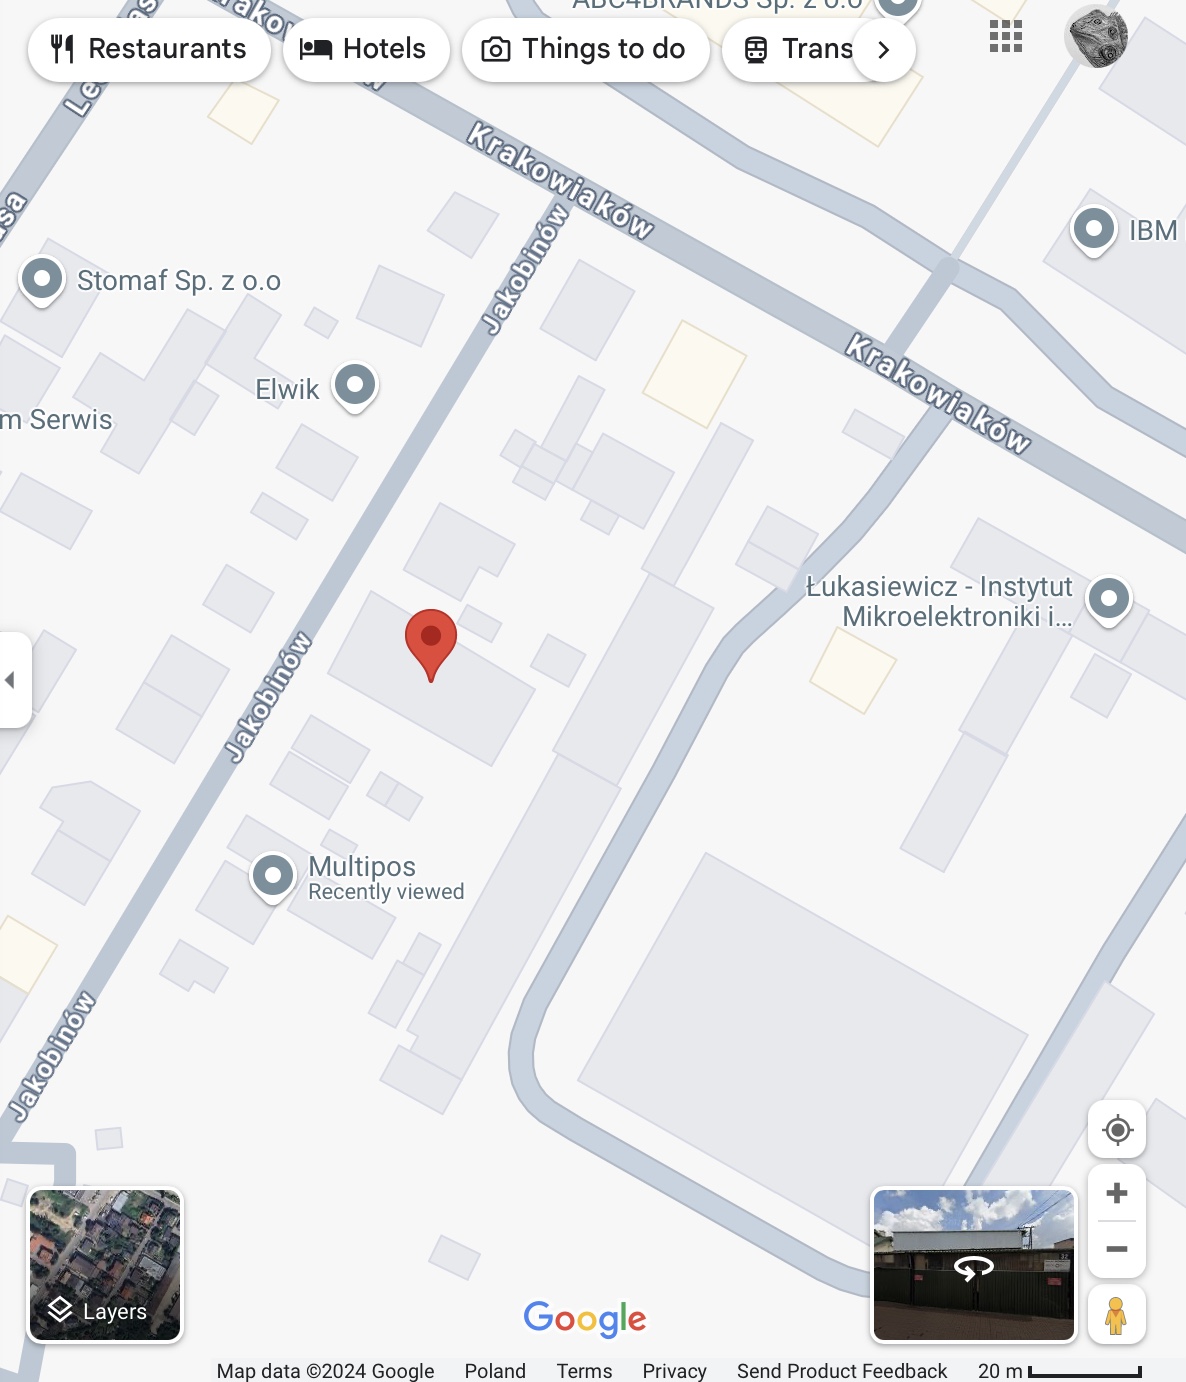 ABC4BRANDS Sp. z o.o
Restaurants
Hotels
Things to do
Trans
Krakowiaków
Jakobinów
IBM
Stomaf Sp. z o.o
Elwik
Krakowiaków
m Serwis
Łukasiewicz - Instytut
Mikroelektroniki i...
Jakobinów
Multipos
Recently viewed
Jakobinów
Layers
Google
Map data ©2024 Google Poland Terms Privacy Send Product Feedback 20 m